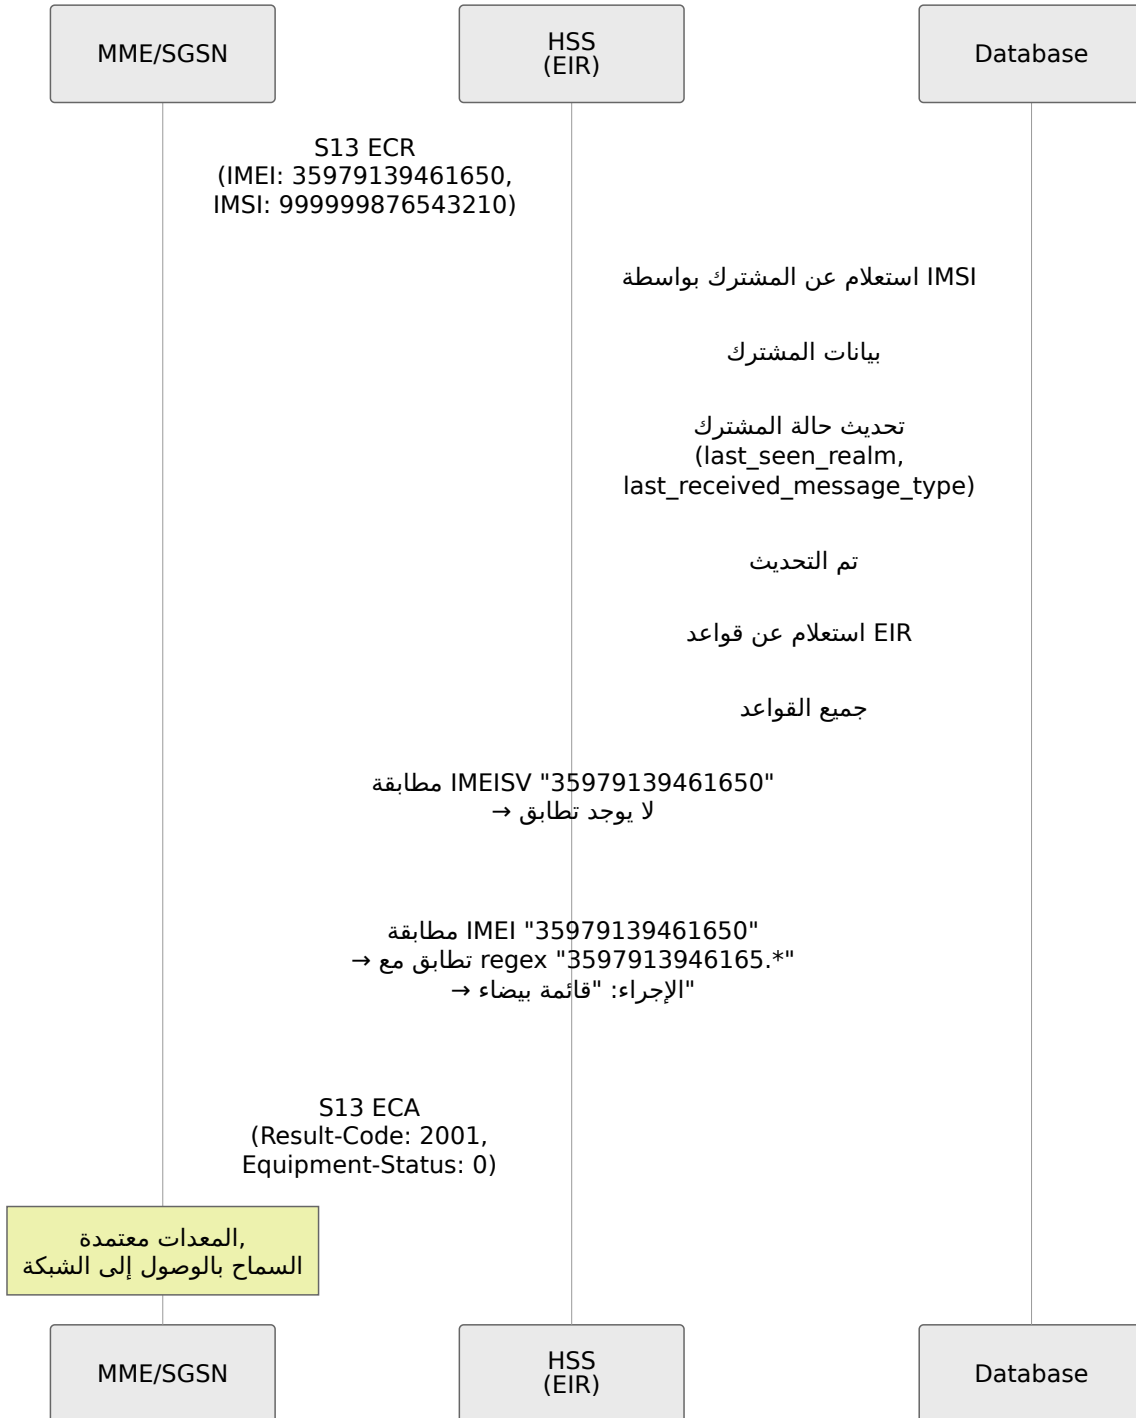 MME/SGSN
HSS
(EIR)
Database
S13 ECR
(IMEI: 35979139461650,
IMSI: 999999876543210)
استعلام عن المشترك بواسطة IMSI
بيانات المشترك
تحديث حالة المشترك
(last_seen_realm,
last_received_message_type)
تم التحديث
استعلام عن قواعد EIR
جميع القواعد
مطابقة IMEISV "35979139461650"
→ لا يوجد تطابق
مطابقة IMEI "35979139461650"
→ تطابق مع regex "3597913946165.*"
→ الإجراء: "قائمة بيضاء"
S13 ECA
(Result-Code: 2001,
Equipment-Status: 0)
المعدات معتمدة,
السماح بالوصول إلى الشبكة
MME/SGSN
HSS
(EIR)
Database